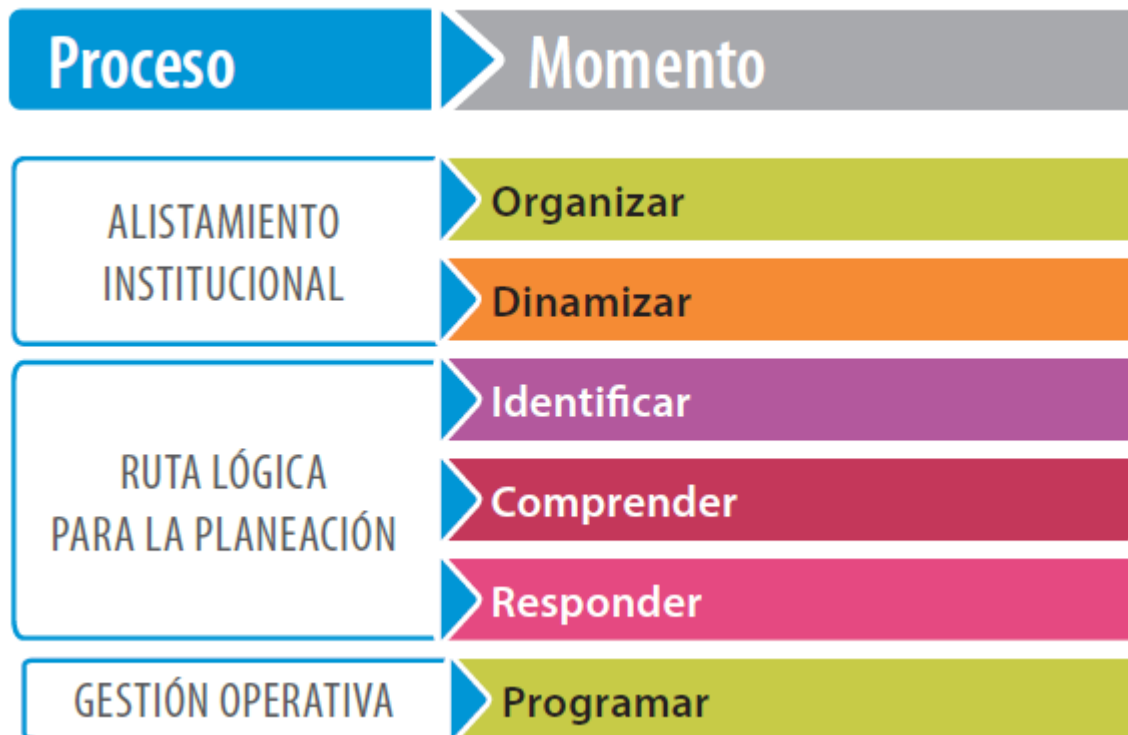 Proceso
Momento
ALISTAMIENTO
INSTITUCIONAL
Organizar
Dinamizar
RUTA LÓGICA
PARA LA PLANEACIÓN
Identificar
Comprender
Responder
GESTIÓN OPERATIVA
Programar